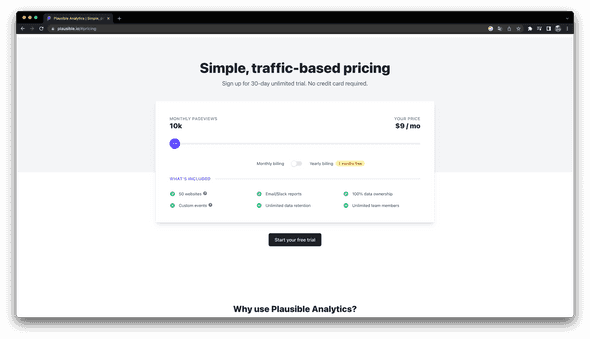 Plausible Analytics | Simple, p
plausible.io/#pricing
Simple, traffic-based pricing
Sign up for 30-day unlimited trial. No credit card required.
MONTHLY PAGEVIEWS YOUR PRICE
10k $9 / mo
Monthly billing Yearly billing 2 months free
WHAT'S INCLUDED
50 websites Email/Slack reports 100% data ownership
Custom events Unlimited data retention Unlimited team members
Start your free trial
Why use Plausible Analytics?